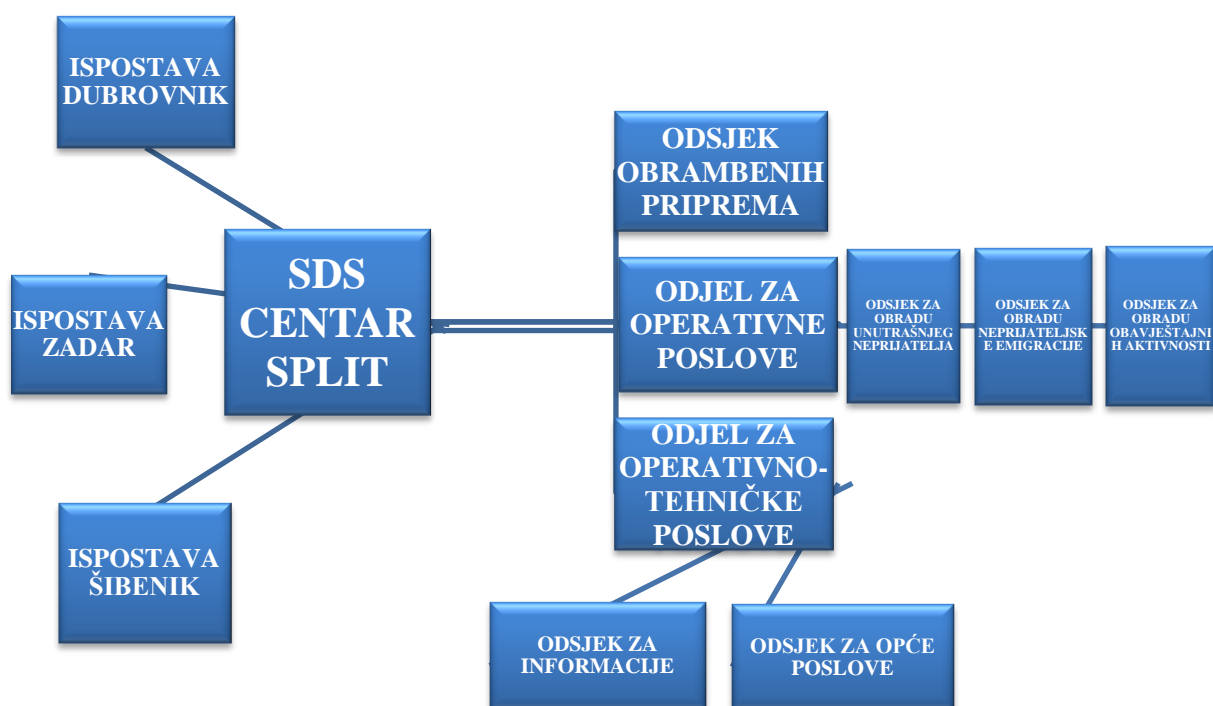 ISPOSTAVA
DUBROVNIK
ISPOSTAVA
ZADAR
ISPOSTAVA
ŠIBENIK
SDS
CENTAR
SPLIT
ODSJEK
OBRAMBENIH
PRIPREMA
ODJEL ZA
OPERATIVNE
POSLOVE
ODSJEK ZA
OBRADU
UNUTRAŠNJEG
NEPRIJATELJA
ODSJEK ZA
OBRADU
NEPRIJATELJSK
E EMIGRACIJE
ODSJEK ZA
OBRADU
OBAVJEŠTAJNI
H AKTIVNOSTI
ODJEL ZA
OPERATIVNO-
TEHNIČKE
POSLOVE
ODSJEK ZA
INFORMACIJE
ODSJEK ZA OPĆE
POSLOVE